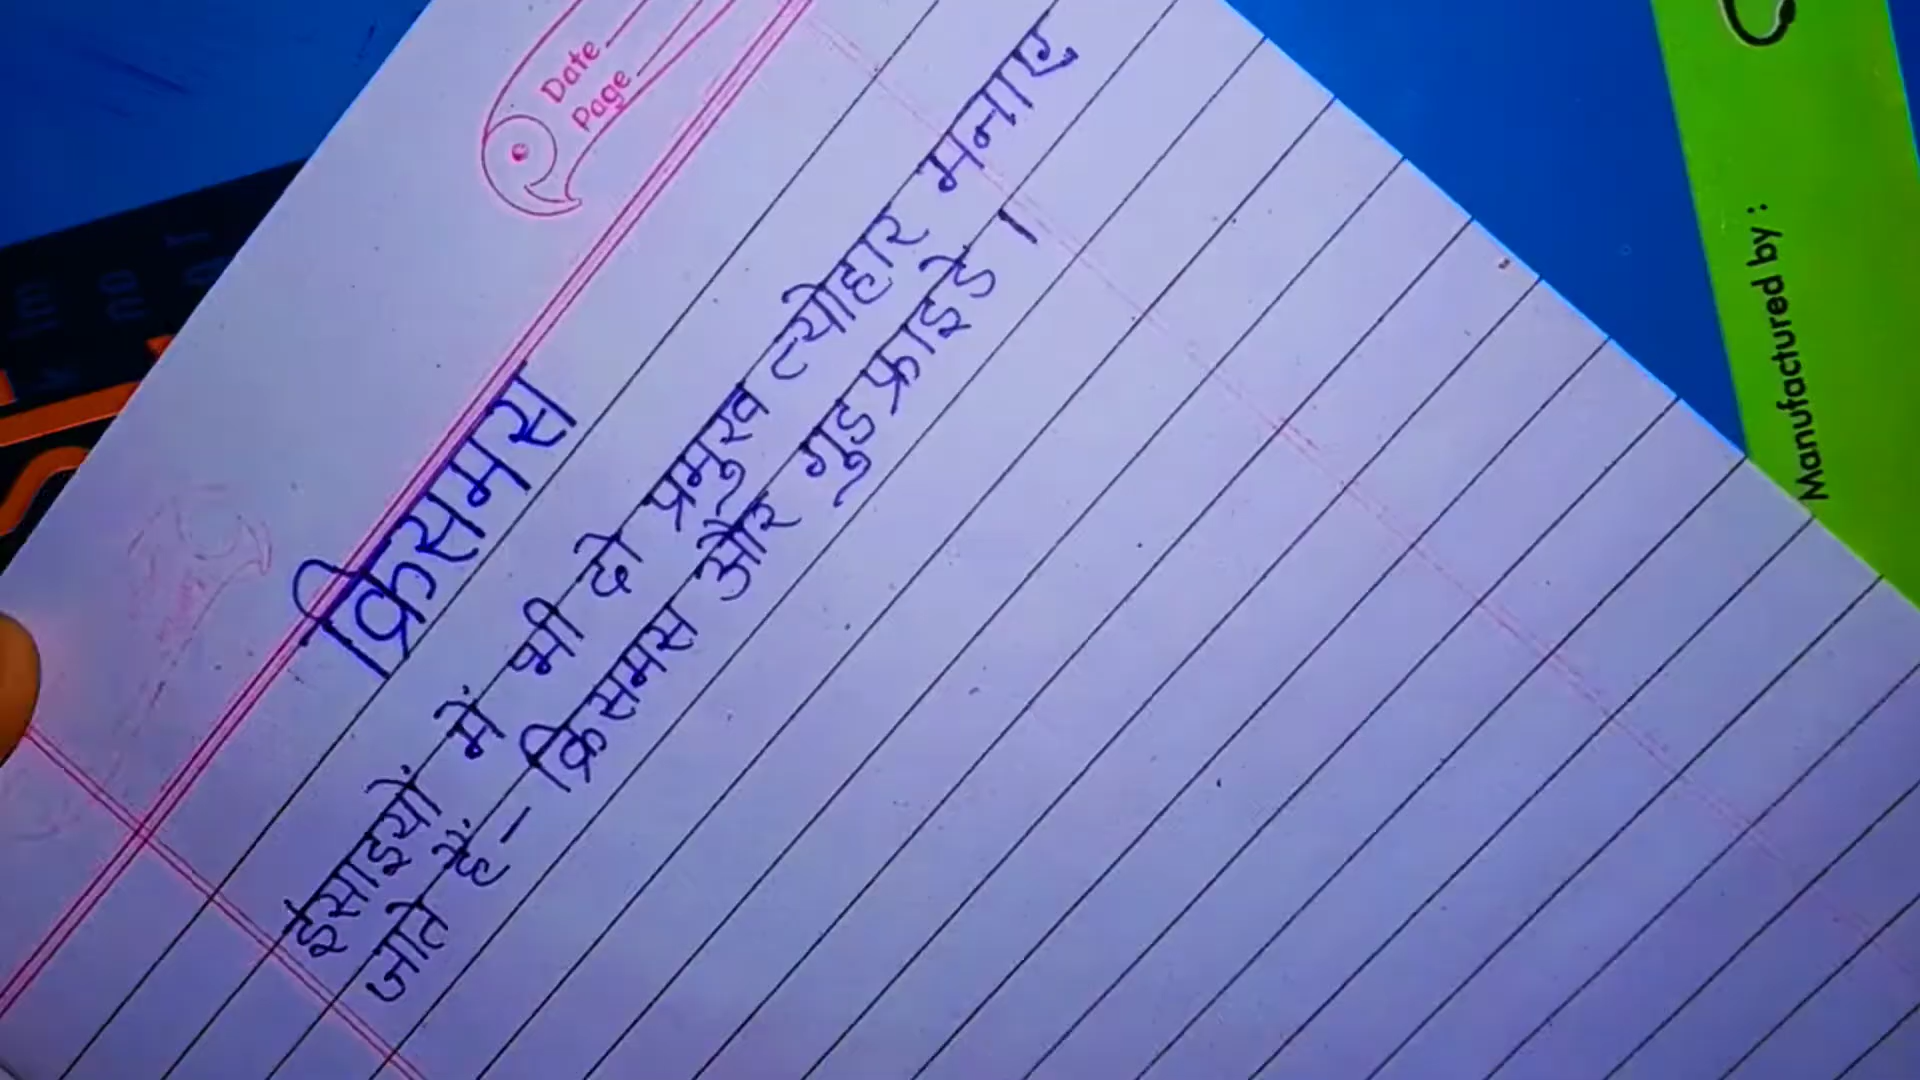 Date
Page
क्रिसमस
ईसाइयों में भी दो प्रमुख त्योहार मनाए
जाते हैं - क्रिसमस और गुड फ्राइडे ।
Manufactured by :